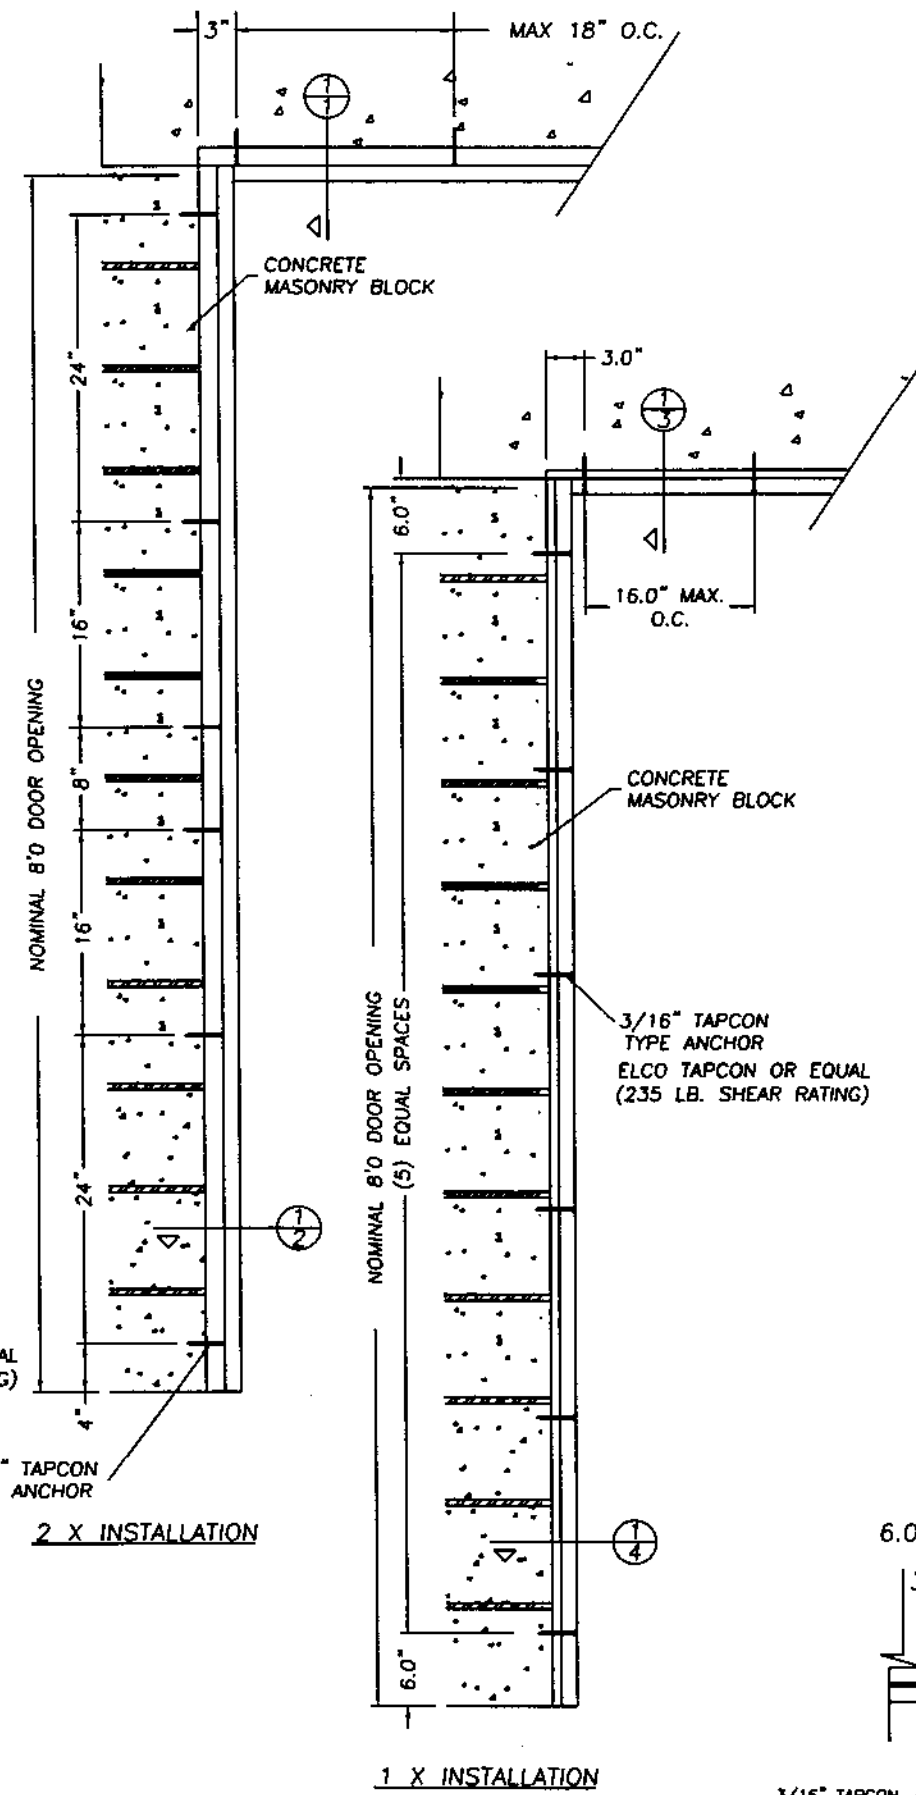 3"
MAX 18" O.C.
1
1
CONCRETE
MASONRY BLOCK
24"
16"
8"
16"
24"
4"
NOMINAL 8'0 DOOR OPENING
1
2
" TAPCON
ANCHOR
2 X INSTALLATION
3.0"
1
3
6.0"
16.0" MAX.
O.C.
CONCRETE
MASONRY BLOCK
NOMINAL 8'0 DOOR OPENING
(5) EQUAL SPACES
3/16" TAPCON
TYPE ANCHOR
ELCO TAPCON OR EQUAL
(235 LB. SHEAR RATING)
1
4
6.0"
1 X INSTALLATION
6.0
3/16" TAPCON